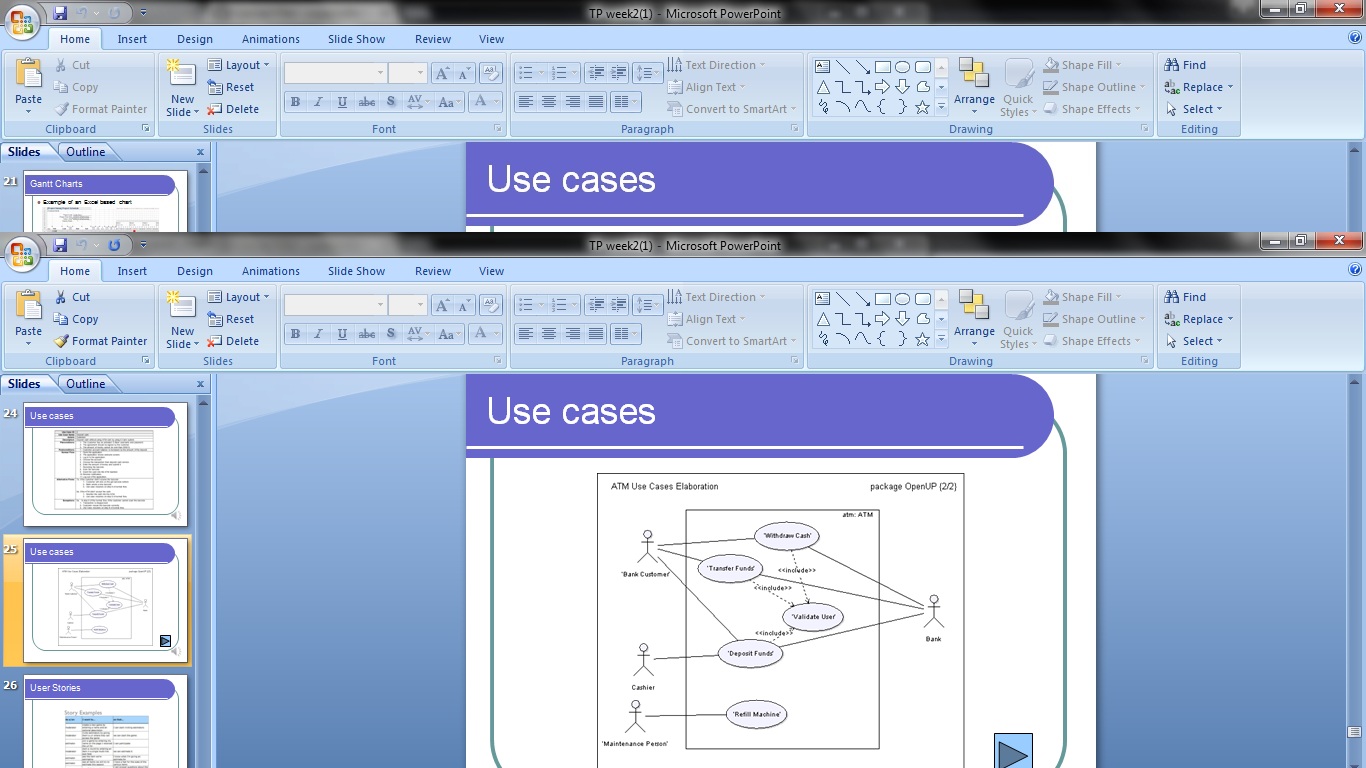 TP week2(1) - Microsoft PowerPoint
Home Insert Design Animations Slide Show Review View
Paste
Cut
Copy
Format Painter
Clipboard
New Slide
Layout
Reset
Delete
Slides
B I U abc S AV Aa A
Font
Text Direction
Align Text
Convert to SmartArt
Paragraph
Arrange
Quick Styles
Shape Fill
Shape Outline
Shape Effects
Drawing
Find
Replace
Select
Editing
Slides Outline
21
Gantt Charts
Example of an Excel based chart
Use cases
TP week2(1) - Microsoft PowerPoint
Home Insert Design Animations Slide Show Review View
Paste
Cut
Copy
Format Painter
Clipboard
New Slide
Layout
Reset
Delete
Slides
B I U abc S AV Aa A
Font
Text Direction
Align Text
Convert to SmartArt
Paragraph
Arrange
Quick Styles
Shape Fill
Shape Outline
Shape Effects
Drawing
Find
Replace
Select
Editing
Slides Outline
24
Use cases
25
Use cases
26
User Stories
Story Examples
Use cases
ATM Use Cases Elaboration package OpenUP {2/2}
atm: ATM
'Withdraw Cash'
'Bank Customer'
'Transfer Funds'
<<include>>
<<include>>
'Validate User'
<<include>>
Bank
'Deposit Funds'
Cashier
'Refill Machine'
'Maintenance Person'